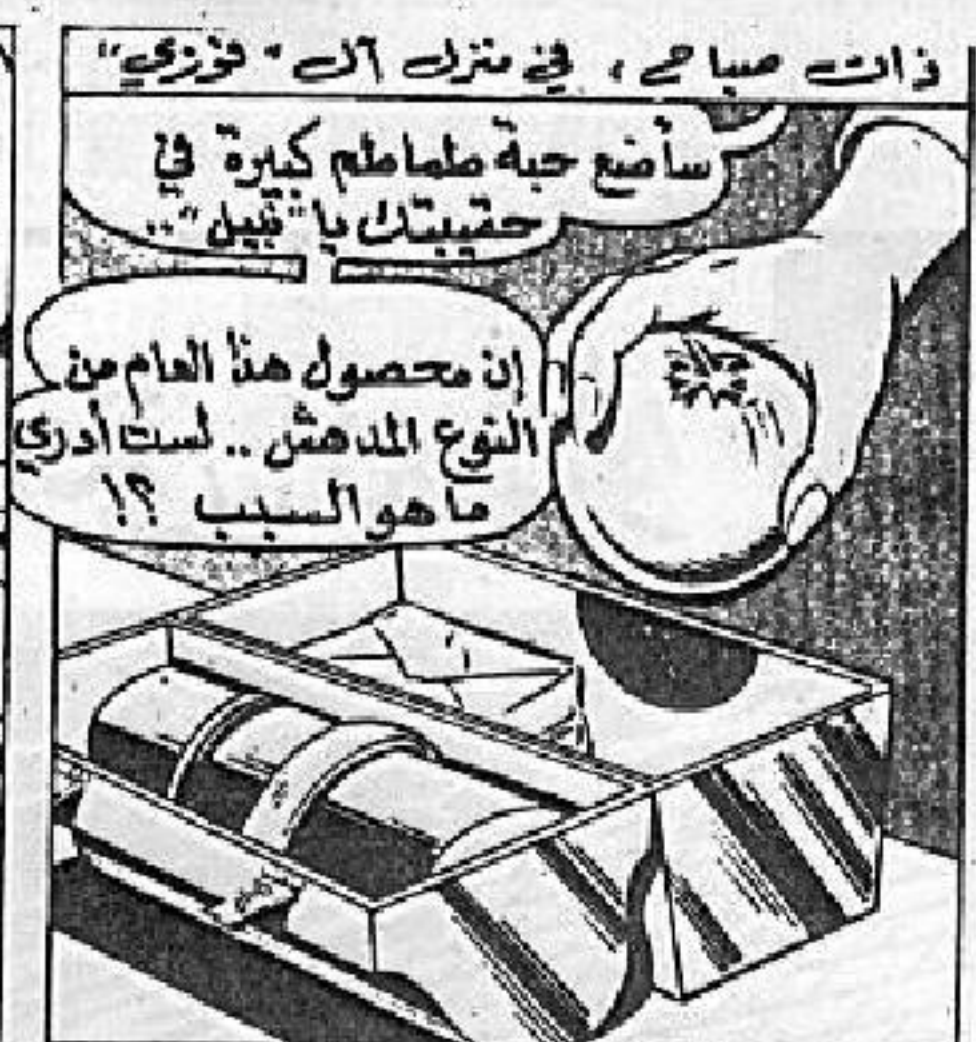 ذات صباح ، في منزل آل " فوزي "
سأضع حبة طماطم كبيرة في
حقيبتك يا " نبيل " ..
إن محصول هذا العام من
النوع المدهش .. لست أدري
ما هو السبب ؟!